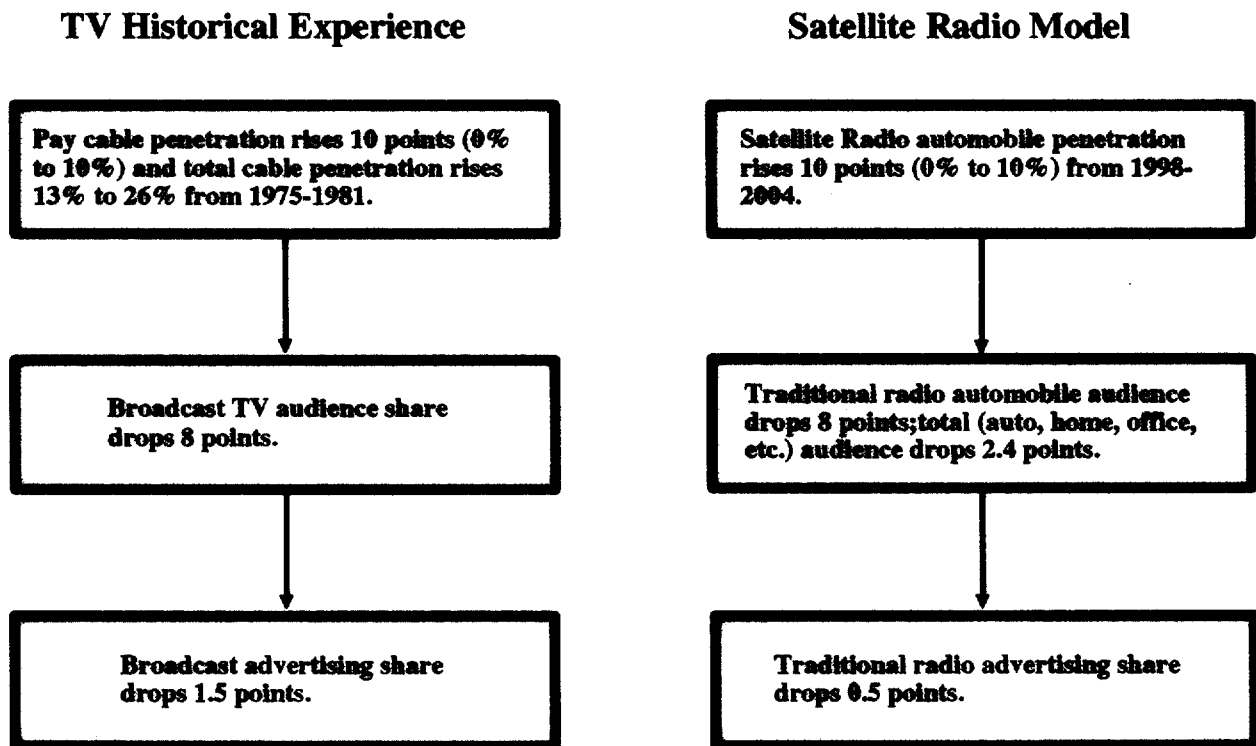 TV Historical Experience
Pay cable penetration rises 10 points (0%
to 10%) and total cable penetration rises
13% to 26% from 1975-1981.
Broadcast TV audience share
drops 8 points.
Broadcast advertising share
drops 1.5 points.
Satellite Radio Model
Satellite Radio automobile penetration
rises 10 points (0% to 10%) from 1998-
2004.
Traditional radio automobile audience
drops 8 points;total (auto, home, office,
etc.) audience drops 2.4 points.
Traditional radio advertising share
drops 0.5 points.